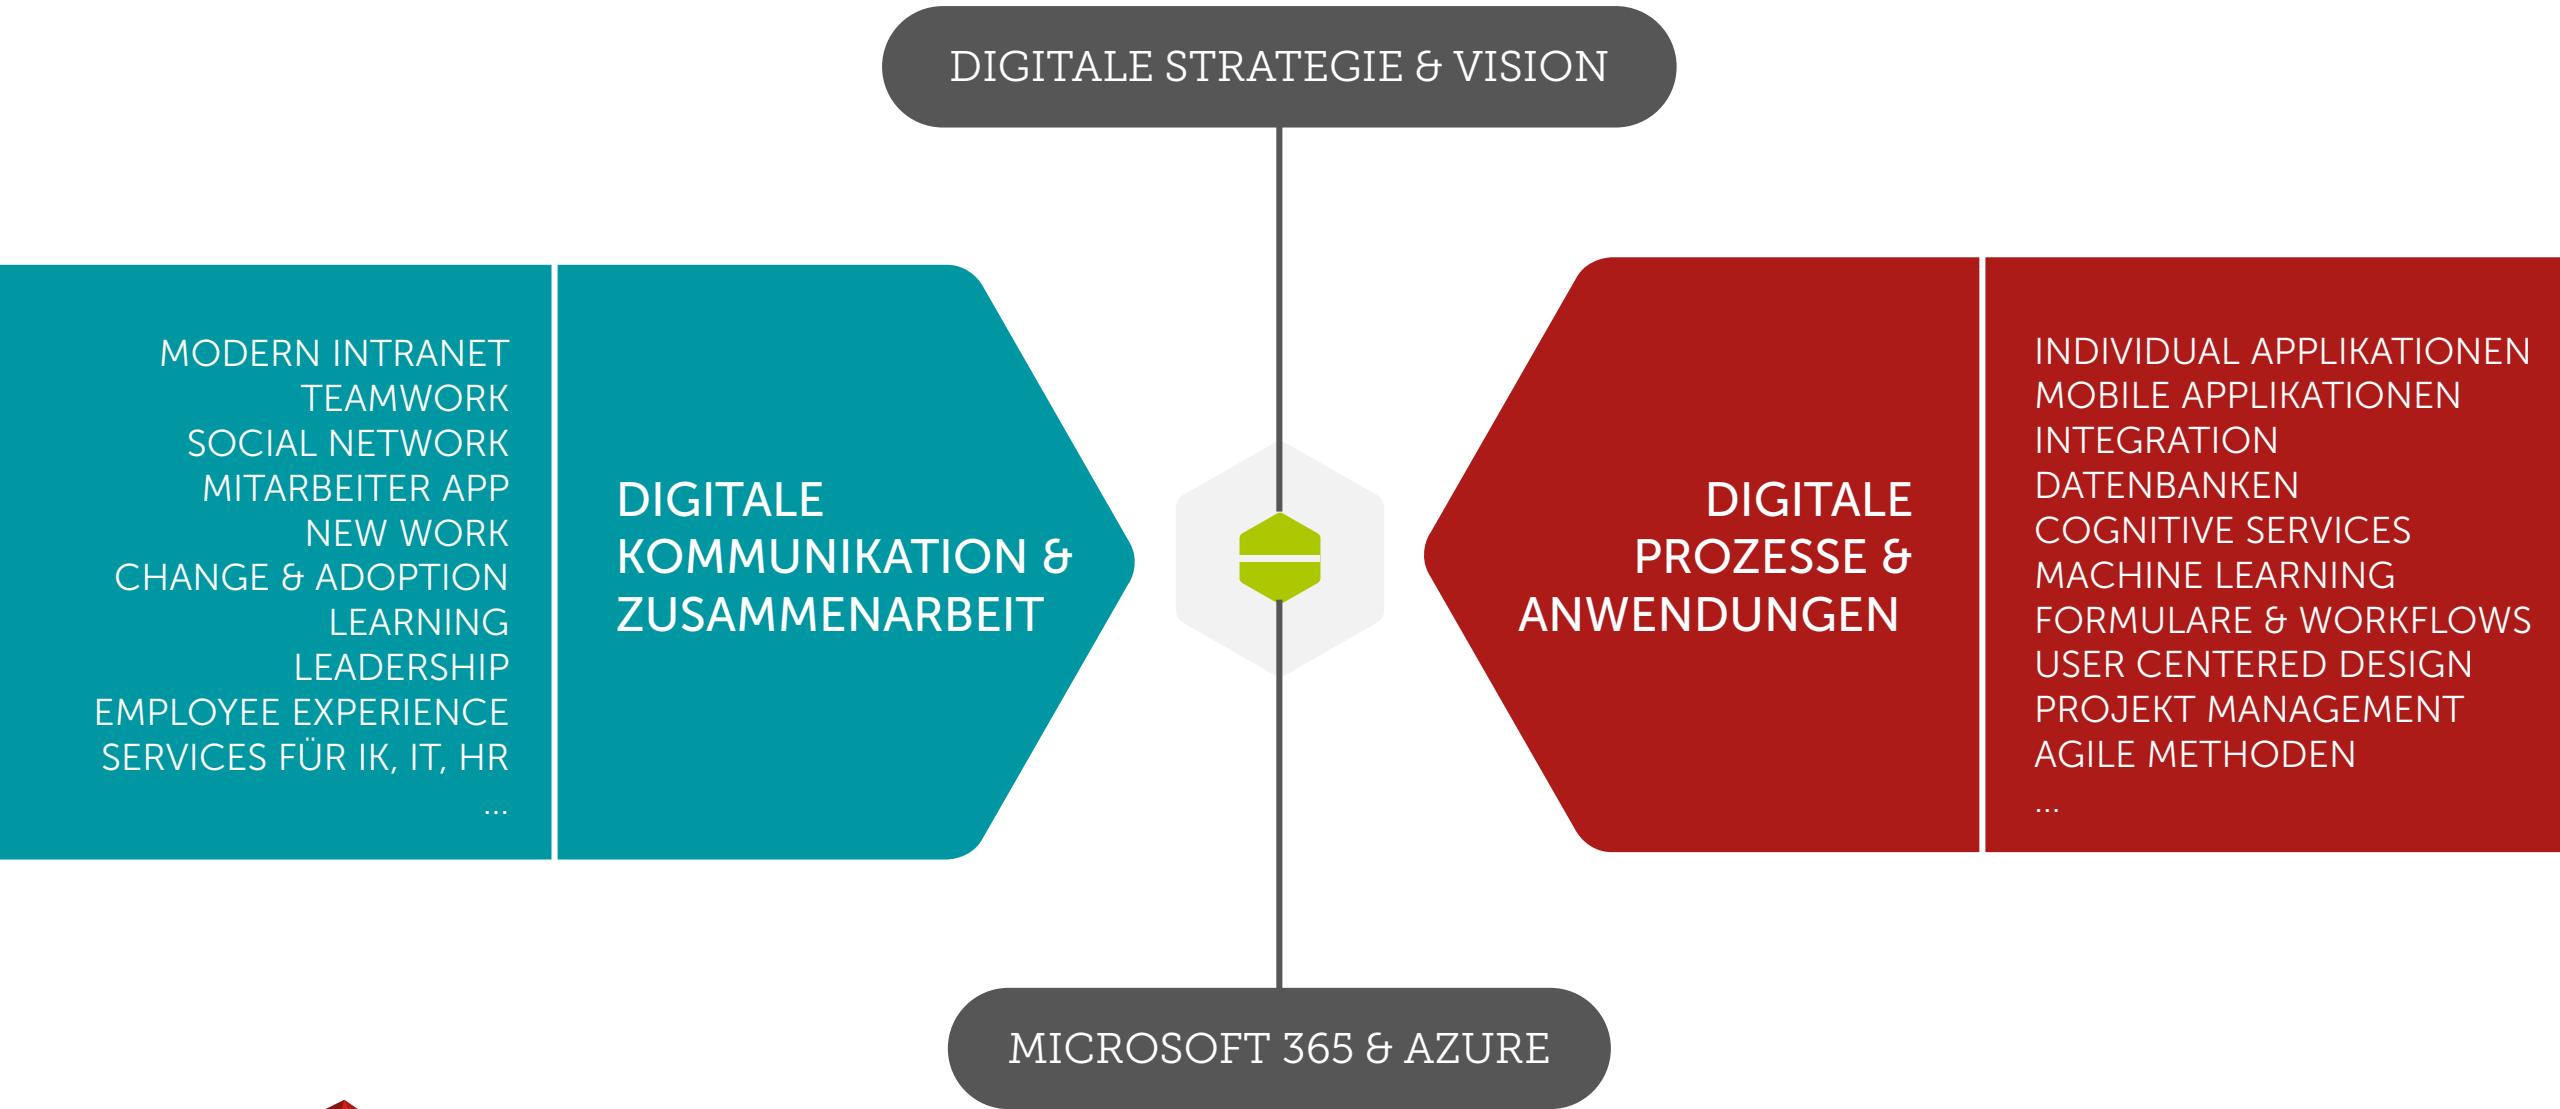 DIGITALE STRATEGIE & VISION
MODERN INTRANET
TEAMWORK
SOCIAL NETWORK
MITARBEITER APP
NEW WORK
CHANGE & ADOPTION
LEARNING
LEADERSHIP
EMPLOYEE EXPERIENCE
SERVICES FÜR IK, IT, HR
...
DIGITALE
KOMMUNIKATION &
ZUSAMMENARBEIT
DIGITALE
PROZESSE &
ANWENDUNGEN
INDIVIDUAL APPLIKATIONEN
MOBILE APPLIKATIONEN
INTEGRATION
DATENBANKEN
COGNITIVE SERVICES
MACHINE LEARNING
FORMULARE & WORKFLOWS
USER CENTERED DESIGN
PROJEKT MANAGEMENT
AGILE METHODEN
...
MICROSOFT 365 & AZURE